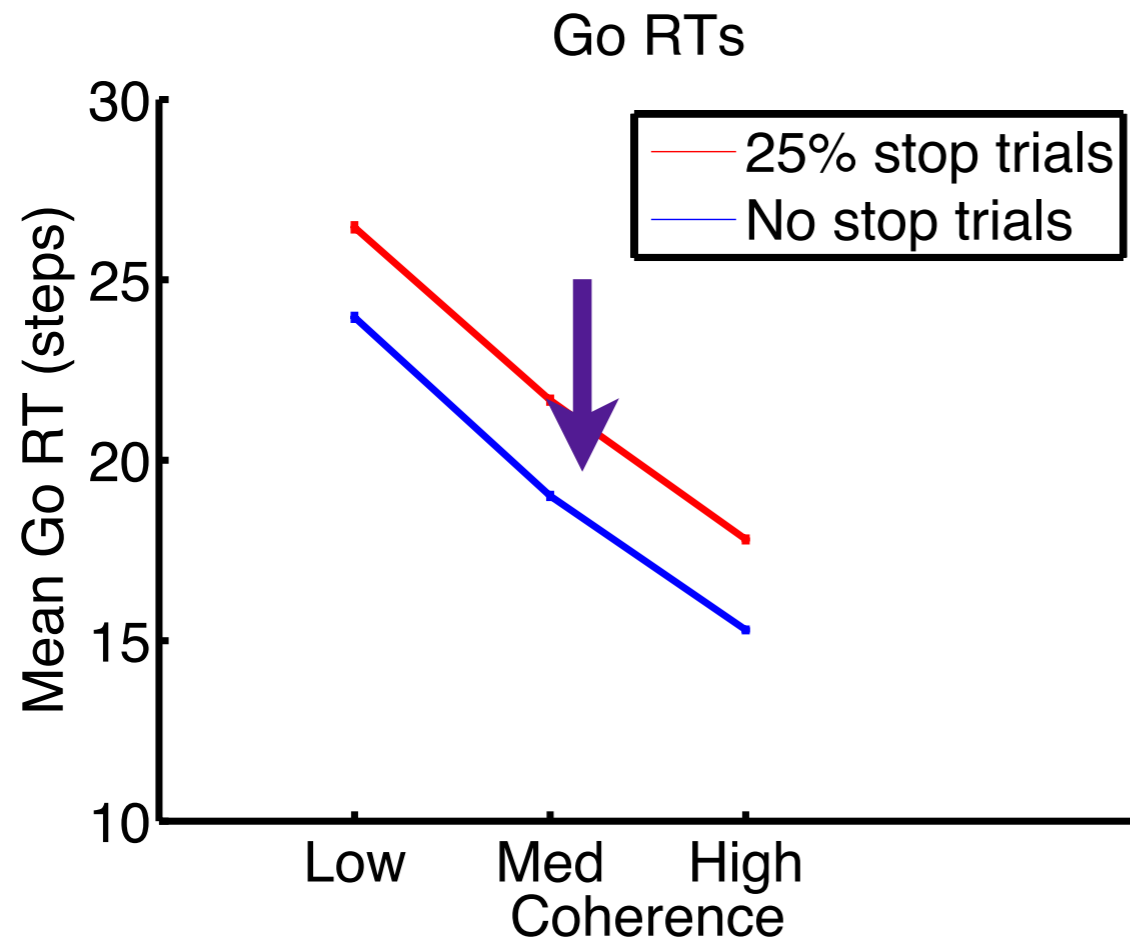 Go RTs
30
25% stop trials
No stop trials
25
20
15
10
Mean Go RT (steps)
Low Med High
Coherence